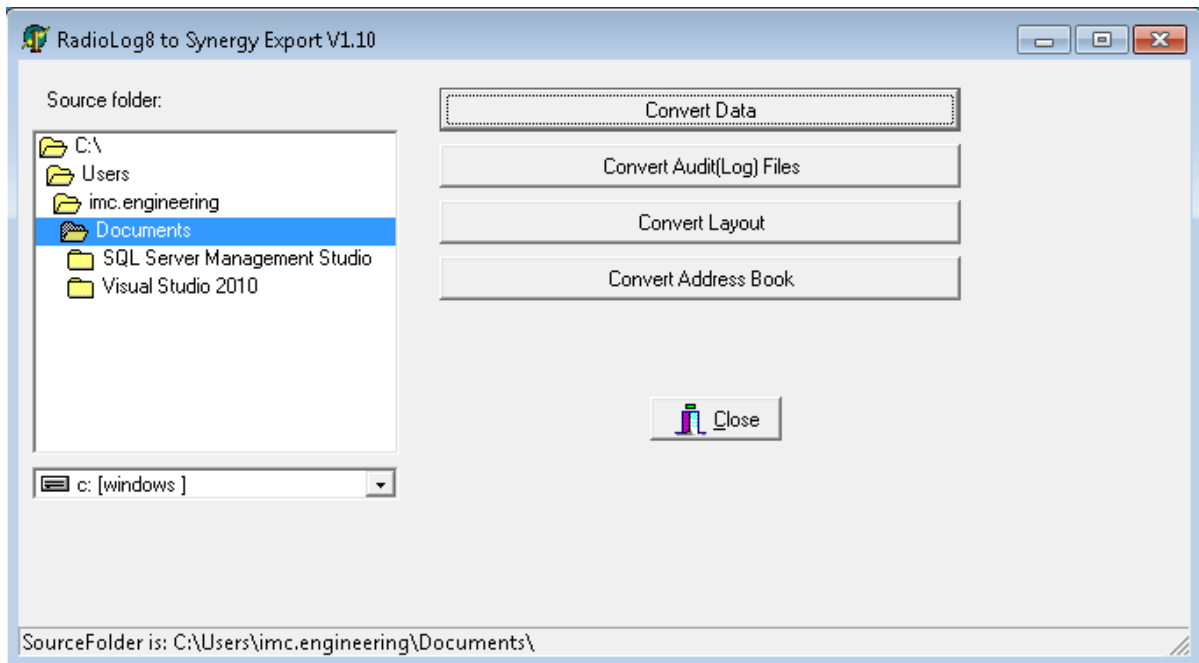 RadioLog8 to Synergy Export V1.10
Source folder:
C:\
Users
imc.engineering
Documents
SQL Server Management Studio
Visual Studio 2010
c: [windows ]
Convert Data
Convert Audit(Log) Files
Convert Layout
Convert Address Book
Close
SourceFolder is: C:\Users\imc.engineering\Documents\